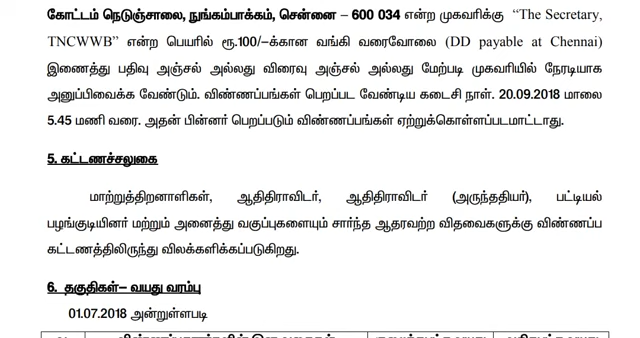 கோட்டம் நெடுஞ்சாலை, நுங்கம்பாக்கம், சென்னை – 600 034 என்ற முகவரிக்கு “The Secretary,
TNCWWB” என்ற பெயரில் ரூ.100/–க்கான வங்கி வரைவோலை (DD payable at Chennai)
இணைத்து பதிவு அஞ்சல் அல்லது விரைவு அஞ்சல் அல்லது மேற்படி முகவரியில் நேரடியாக
அனுப்பிவைக்க வேண்டும். விண்ணப்பங்கள் பெறப்பட வேண்டிய கடைசி நாள். 20.09.2018 மாலை
5.45 மணி வரை. அதன் பின்னர் பெறப்படும் விண்ணப்பங்கள் ஏற்றுக்கொள்ளப்படமாட்டாது.
5. கட்டணச்சலுகை
மாற்றுத்திறனாளிகள், ஆதிதிராவிடர், ஆதிதிராவிடர் (அருந்ததியர்), பட்டியல்
பழங்குடியினர் மற்றும் அனைத்து வகுப்புகளையும் சார்ந்த ஆதரவற்ற விதவைகளுக்கு விண்ணப்ப
கட்டணத்திலிருந்து விலக்களிக்கப்படுகிறது.
6. தகுதிகள்– வயது வரம்பு
01.07.2018 அன்றுள்ளபடி